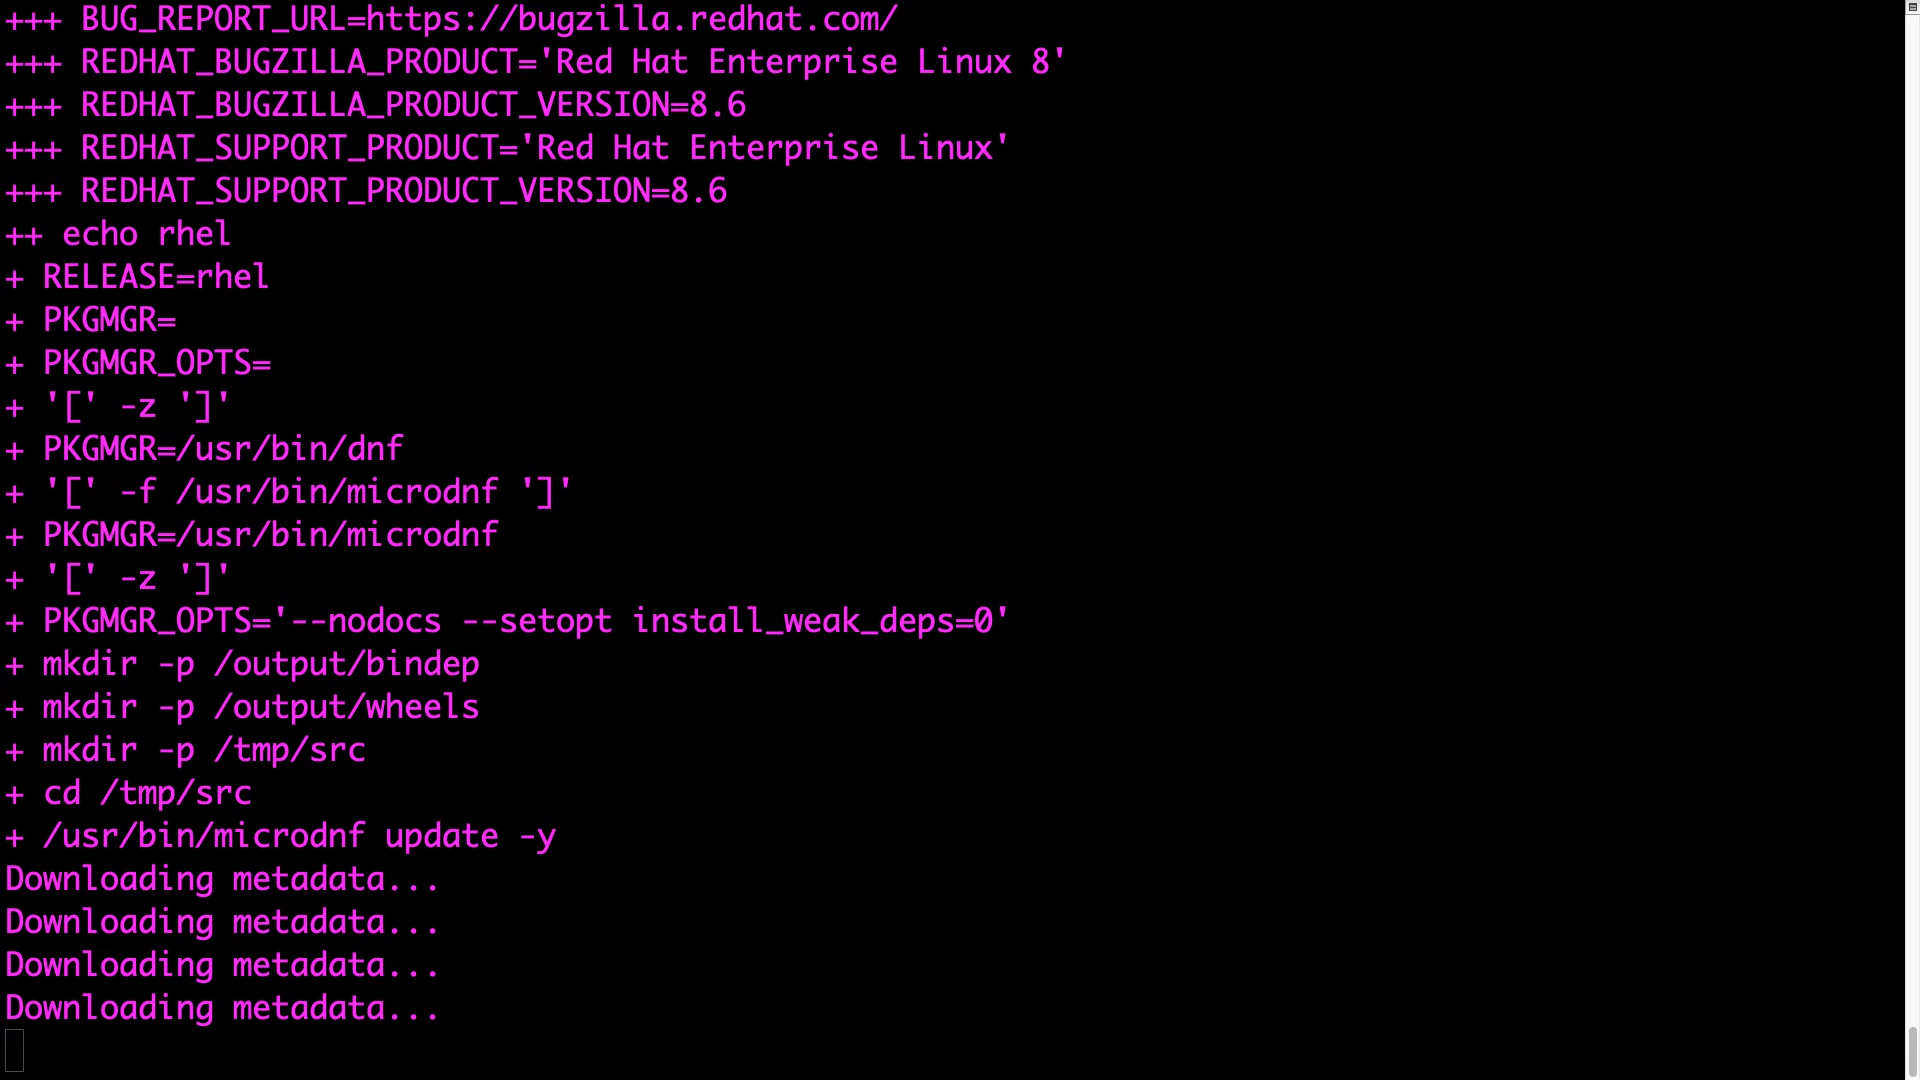 +++ BUG_REPORT_URL=https://bugzilla.redhat.com/
+++ REDHAT_BUGZILLA_PRODUCT='Red Hat Enterprise Linux 8'
+++ REDHAT_BUGZILLA_PRODUCT_VERSION=8.6
+++ REDHAT_SUPPORT_PRODUCT='Red Hat Enterprise Linux'
+++ REDHAT_SUPPORT_PRODUCT_VERSION=8.6
++ echo rhel
+ RELEASE=rhel
+ PKGMGR=
+ PKGMGR_OPTS=
+ '[' -z ']'
+ PKGMGR=/usr/bin/dnf
+ '[' -f /usr/bin/microdnf ']'
+ PKGMGR=/usr/bin/microdnf
+ '[' -z ']'
+ PKGMGR_OPTS='--nodocs --setopt install_weak_deps=0'
+ mkdir -p /output/bindep
+ mkdir -p /output/wheels
+ mkdir -p /tmp/src
+ cd /tmp/src
+ /usr/bin/microdnf update -y
Downloading metadata...
Downloading metadata...
Downloading metadata...
Downloading metadata...